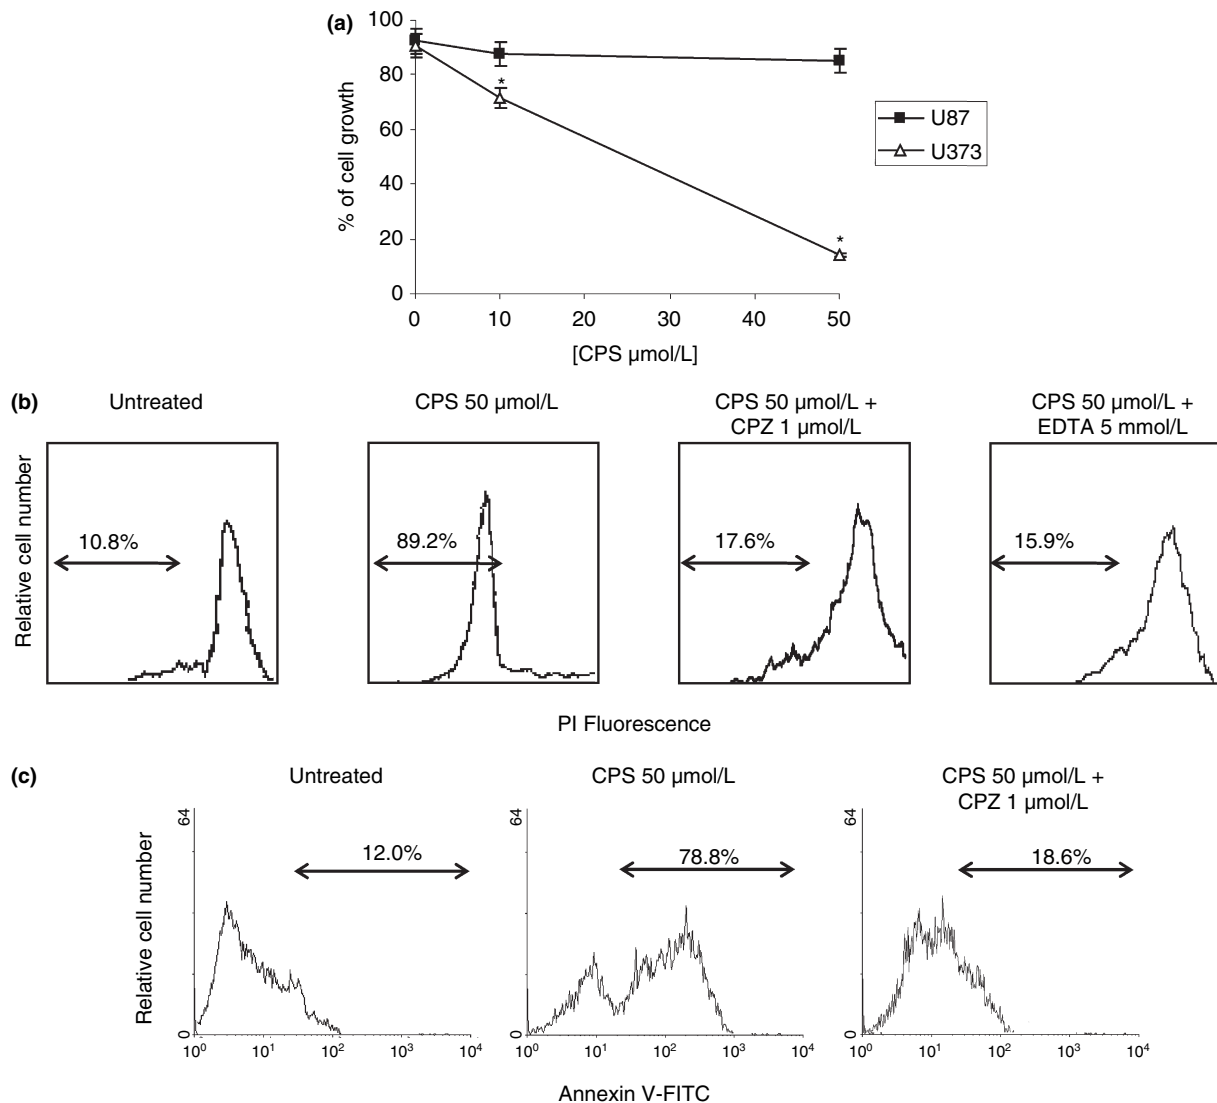 (a)
100
80
60
40
20
0
% of cell growth
0 10 20 30 40 50
[CPS µmol/L]
U87
U373
*
*
(b)
Untreated
CPS 50 µmol/L
CPS 50 µmol/L +
CPZ 1 µmol/L
CPS 50 µmol/L +
EDTA 5 mmol/L
Relative cell number
10.8%
89.2%
17.6%
15.9%
PI Fluorescence
(c)
Untreated
CPS 50 µmol/L
CPS 50 µmol/L +
CPZ 1 µmol/L
Relative cell number
64
0
12.0%
10⁰ 10¹ 10² 10³ 10⁴
64
0
78.8%
10⁰ 10¹ 10² 10³ 10⁴
64
0
18.6%
10⁰ 10¹ 10² 10³ 10⁴
Annexin V-FITC